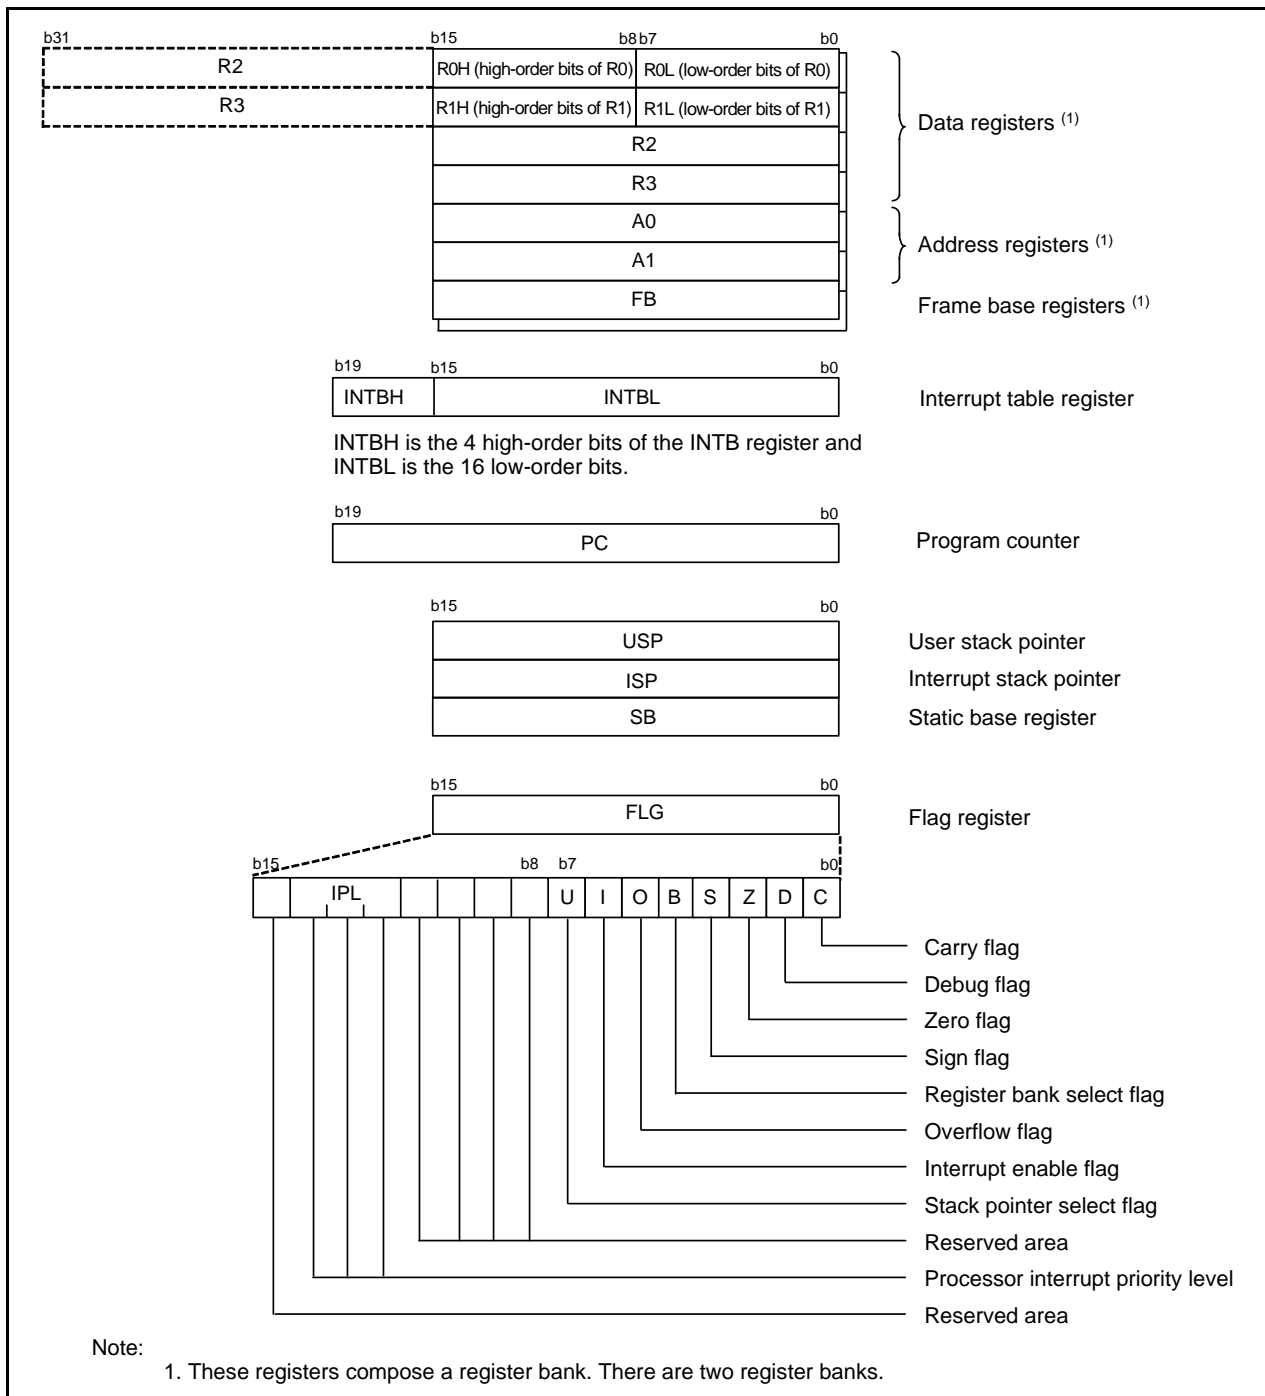 b31 b15 b8 b7 b0
R2 R0H (high-order bits of R0) R0L (low-order bits of R0)
R3 R1H (high-order bits of R1) R1L (low-order bits of R1)
Data registers (1)
R2
R3
A0
Address registers (1)
A1
FB
Frame base registers (1)
b19 b15 b0
INTBH INTBL Interrupt table register
INTBH is the 4 high-order bits of the INTB register and
INTBL is the 16 low-order bits.
b19 b0
PC Program counter
b15 b0
USP User stack pointer
ISP Interrupt stack pointer
SB Static base register
b15 b0
FLG Flag register
b15 b8 b7 b0
IPL U I O B S Z D C
Carry flag
Debug flag
Zero flag
Sign flag
Register bank select flag
Overflow flag
Interrupt enable flag
Stack pointer select flag
Reserved area
Processor interrupt priority level
Reserved area
Note:
1. These registers compose a register bank. There are two register banks.